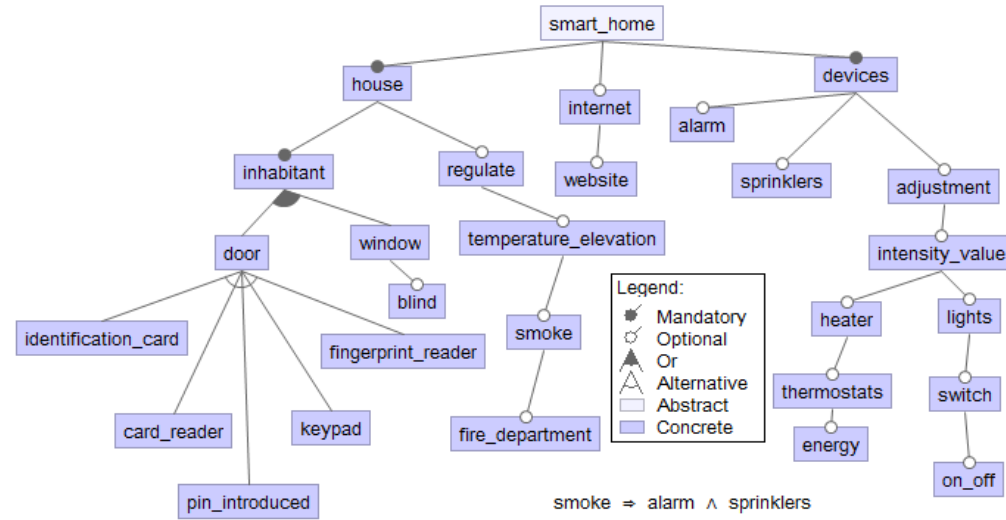 smart_home
house
internet
devices
alarm
inhabitant
regulate
website
sprinklers
adjustment
door
window
temperature_elevation
intensity_value
blind
Legend:
Mandatory
Optional
Or
Alternative
Abstract
Concrete
identification_card
fingerprint_reader
smoke
heater
lights
thermostats
switch
card_reader
keypad
fire_department
energy
on_off
pin_introduced
smoke ⇒ alarm ∧ sprinklers